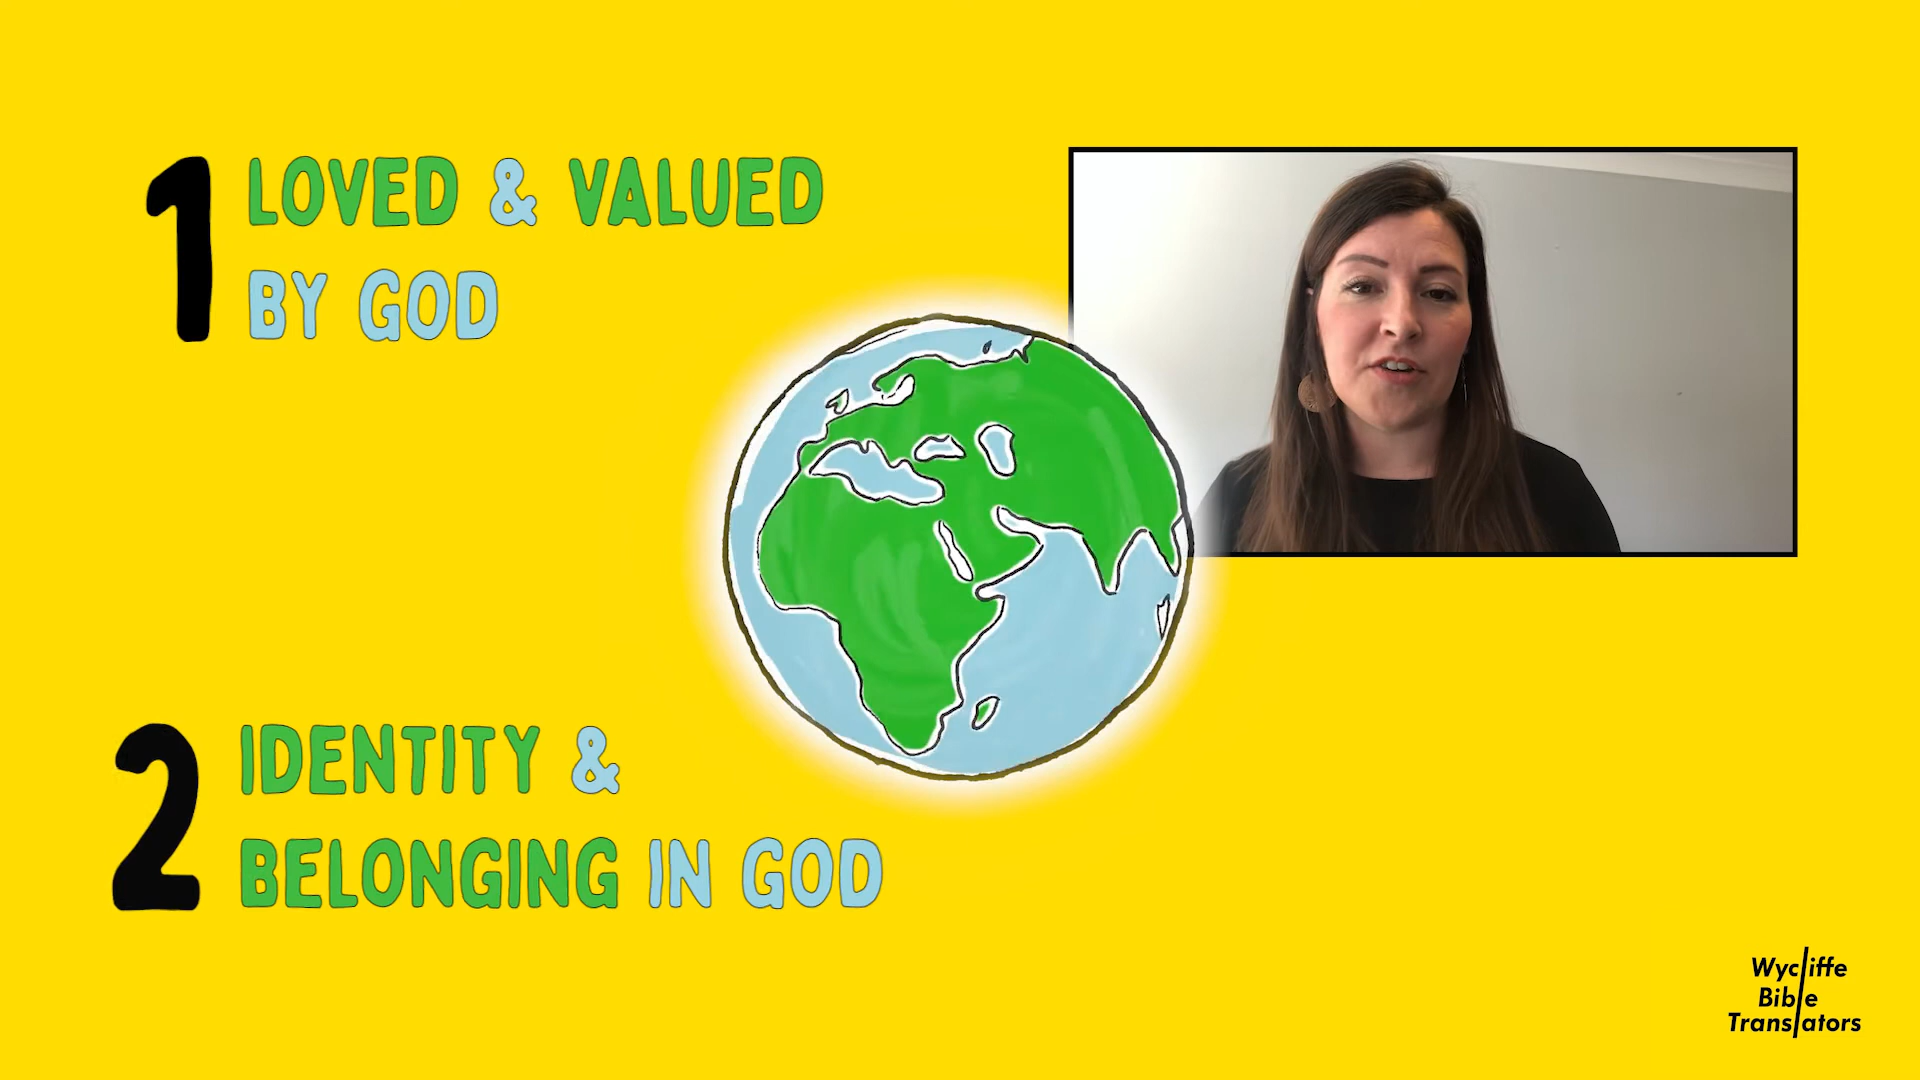 1 LOVED & VALUED
BY GOD
2 IDENTITY &
BELONGING IN GOD
Wycliffe
Bible
Translators